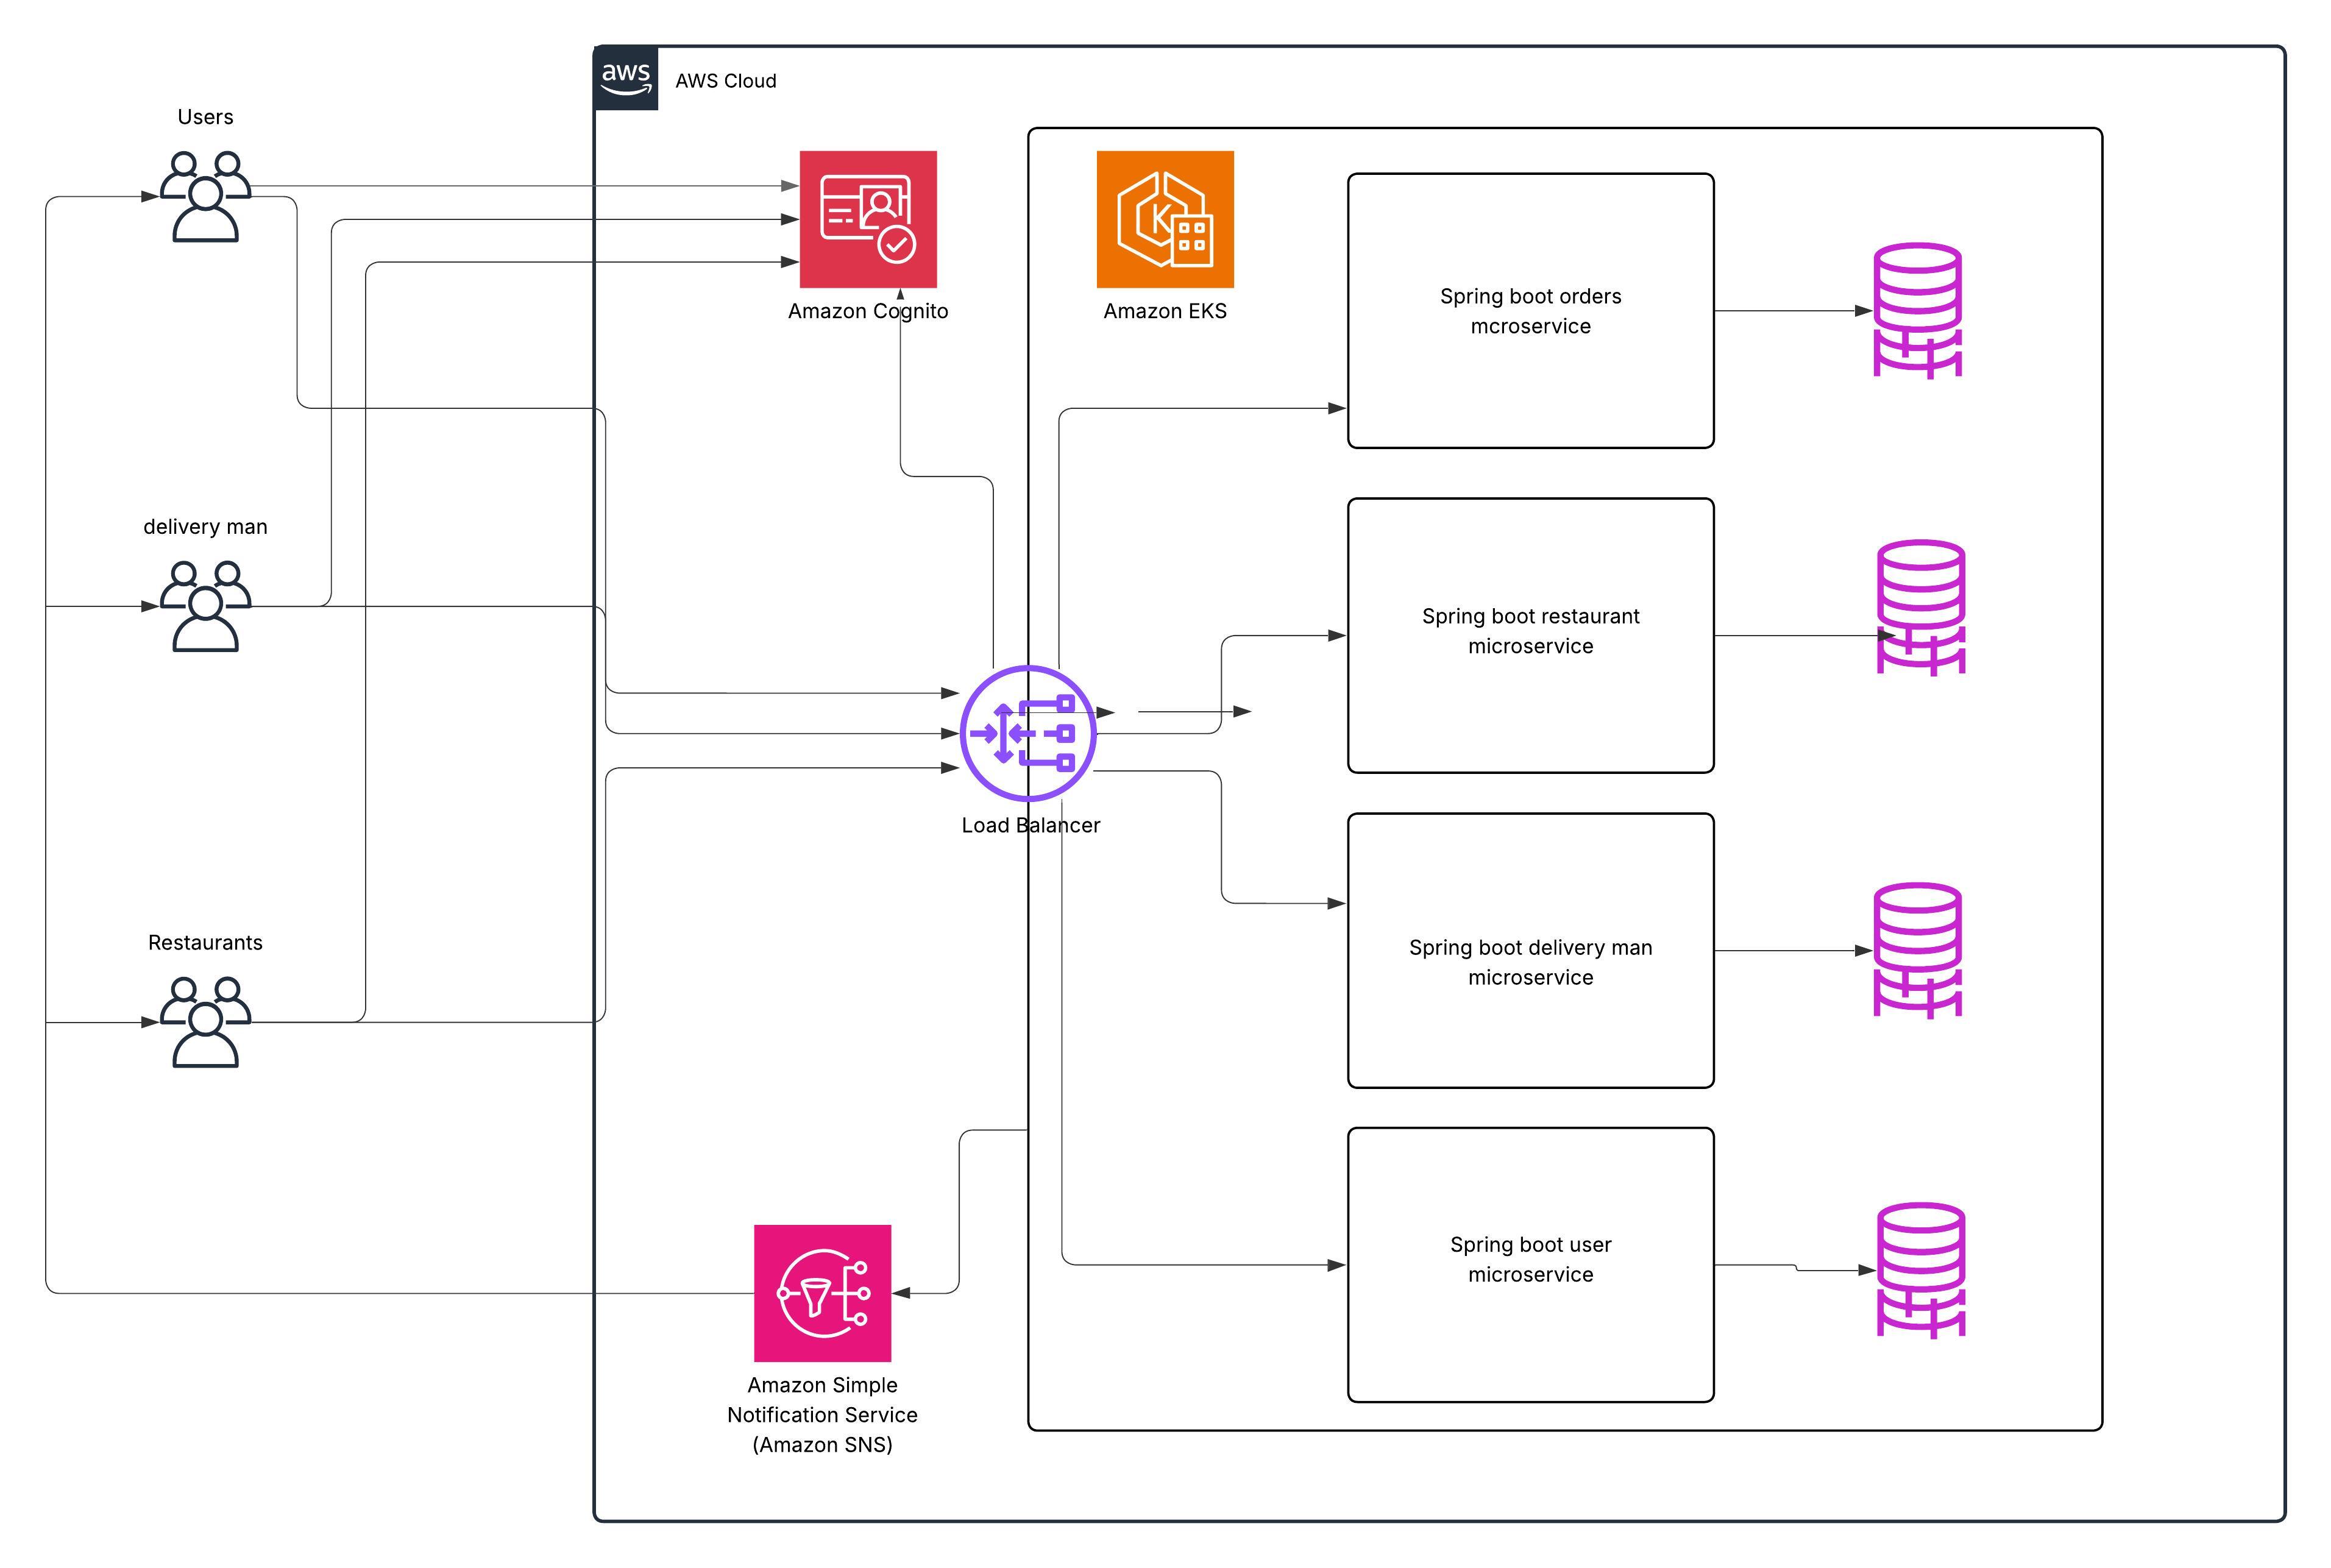 aws
AWS Cloud
Users
Amazon Cognito
K
Amazon EKS
Spring boot orders
mcroservice
delivery man
Spring boot restaurant
microservice
Load Balancer
Restaurants
Spring boot delivery man
microservice
Spring boot user
microservice
Amazon Simple
Notification Service
(Amazon SNS)